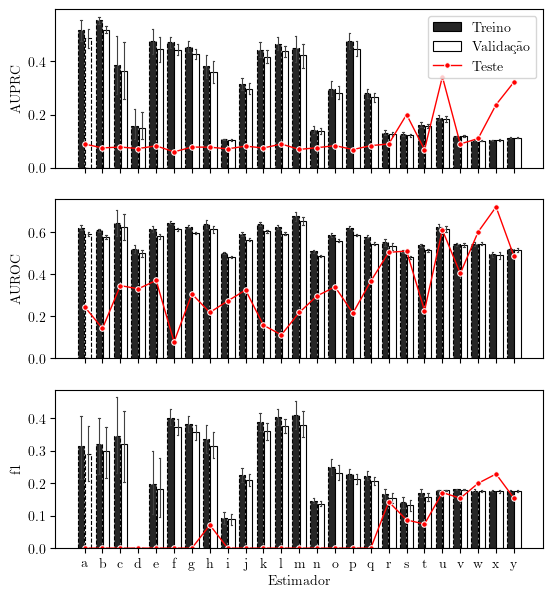 0.4
0.2
0.0
AUPRC
Treino
Validação
Teste
0.6
0.4
0.2
0.0
AUROC
0.4
0.3
0.2
0.1
0.0
f1
a b c d e f g h i j k l m n o p q r s t u v w x y
Estimador